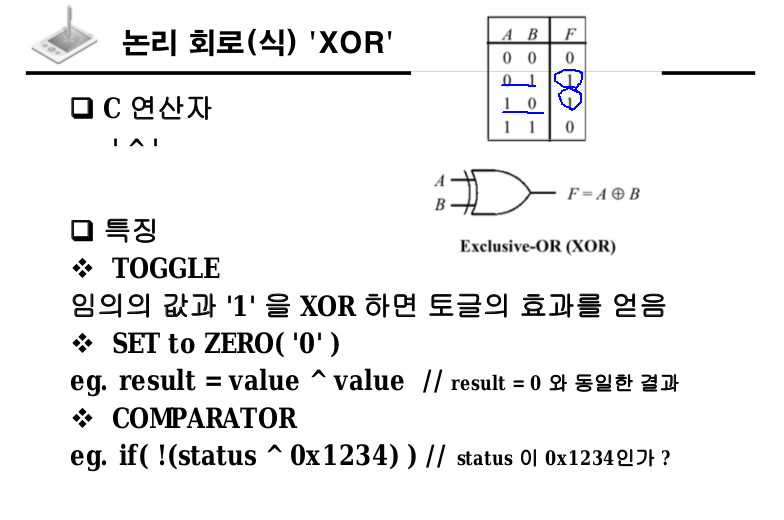 논리 회로(식) 'XOR'
A B F
0 0 0
0 1 1
1 0 1
1 1 0
❑ C 연산자
'^'
A
B
F = A ⊕ B
Exclusive-OR (XOR)
❑ 특징
❖ TOGGLE
임의의 값과 '1' 을 XOR 하면 토글의 효과를 얻음
❖ SET to ZERO( '0' )
eg. result = value ^ value // result = 0 와 동일한 결과
❖ COMPARATOR
eg. if( !(status ^ 0x1234) ) // status 이 0x1234인가 ?